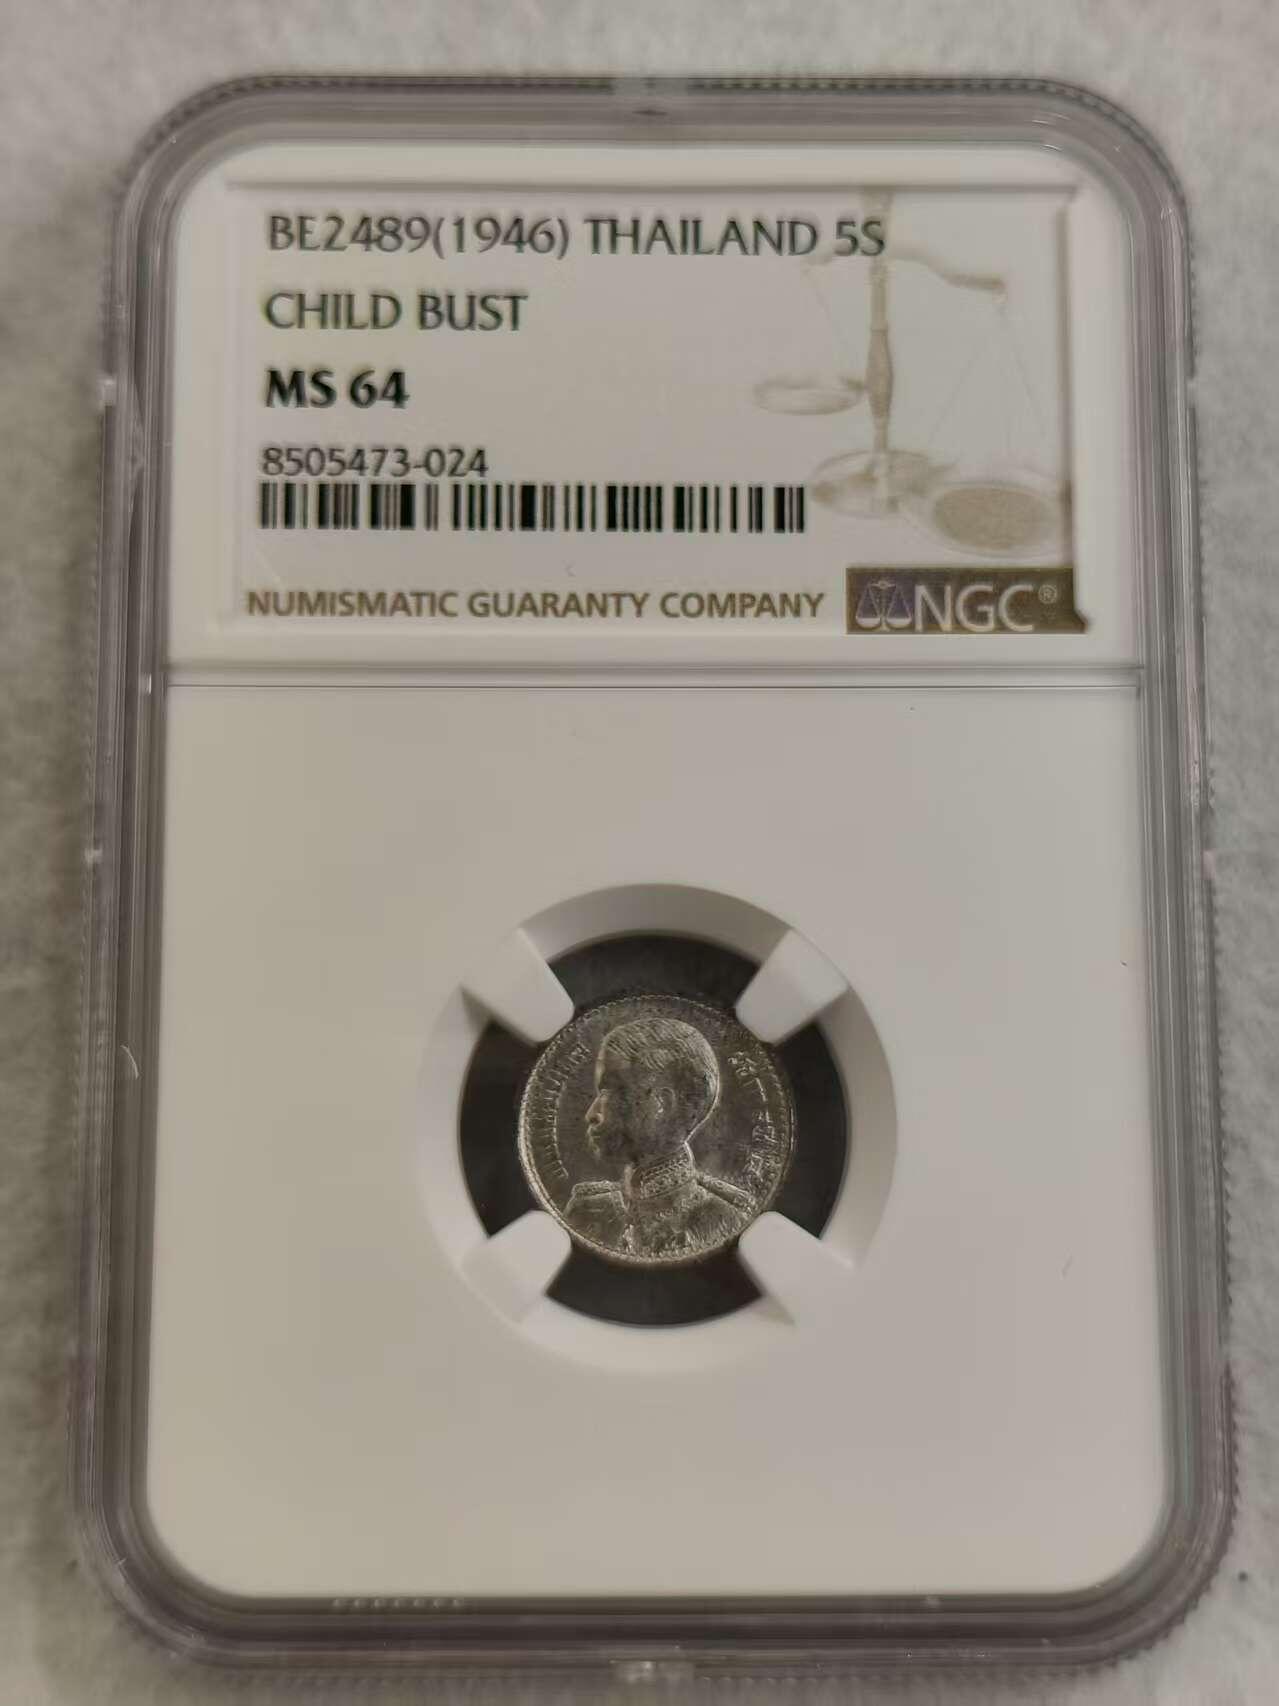 BE2489(1946) THAILAND 5S
CHILD BUST
MS 64
8505473-024
NUMISMATIC GUARANTY COMPANY NGC®